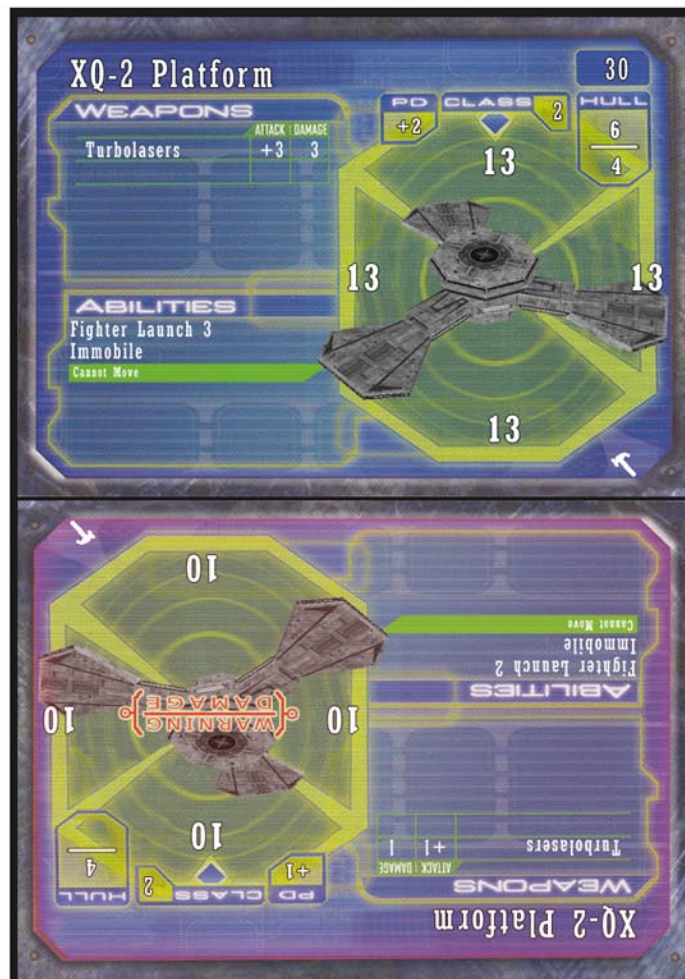 XQ-2 Platform
30
WEAPONS
ATTACK DAMAGE
Turbolasers +3 3
PD +2
CLASS 2
HULL
6
4
13
13
13
13
ABILITIES
Fighter Launch 3
Immobile
Cannot Move
XQ-2 Platform
WEAPONS
ATTACK DAMAGE
Turbolasers +1 1
PD +1
CLASS 2
HULL
4
10
10
10
10
WARNING
DAMAGE
ABILITIES
Fighter Launch 2
Immobile
Cannot Move